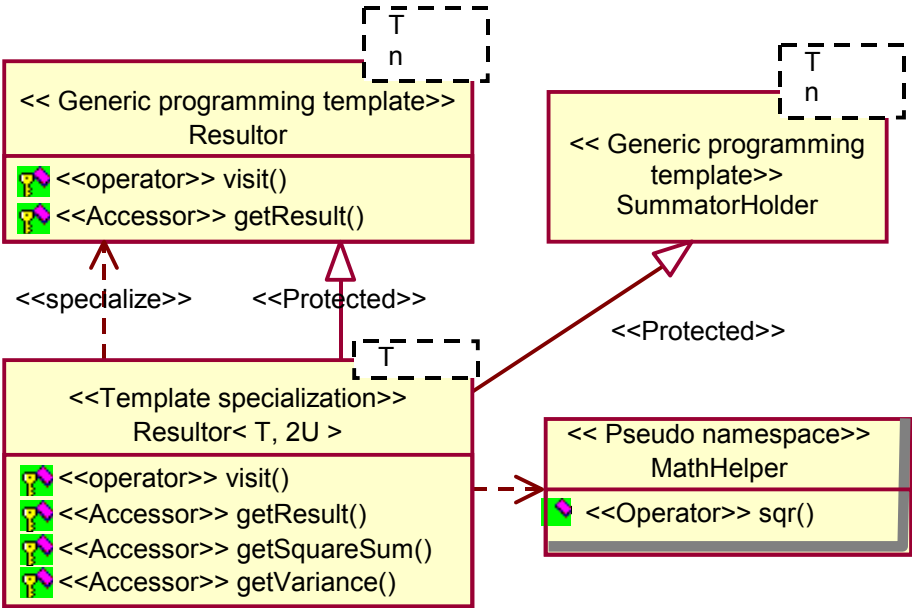 T
n
<< Generic programming template>>
Resultor
<<operator>> visit()
<<Accessor>> getResult()
T
n
<< Generic programming
template>>
SummatorHolder
<<specialize>>
<<Protected>>
<<Protected>>
T
<<Template specialization>>
Resultor< T, 2U >
<<operator>> visit()
<<Accessor>> getResult()
<<Accessor>> getSquareSum()
<<Accessor>> getVariance()
<< Pseudo namespace>>
MathHelper
<<Operator>> sqr()